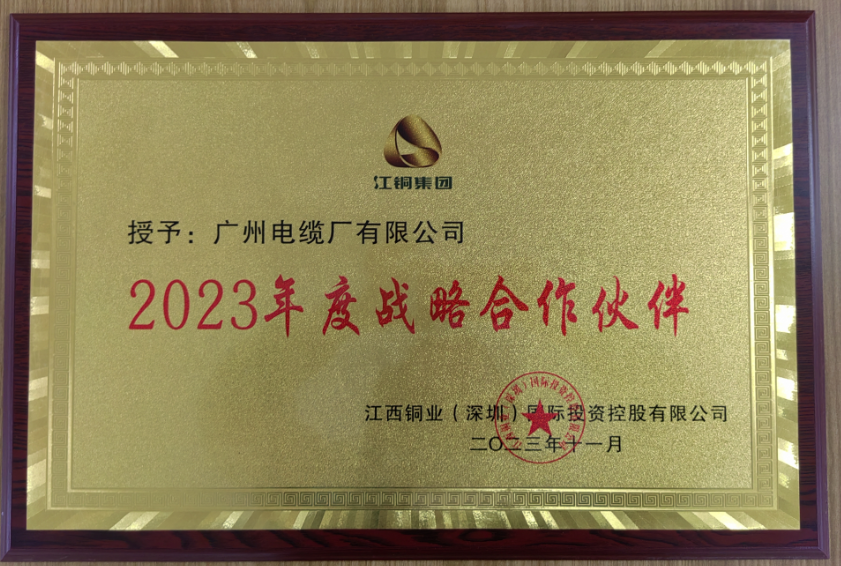 江铜集团
授予：广州电缆厂有限公司
2023年度战略合作伙伴
江西铜业（深圳）国际投资控股有限公司
二〇二三年十一月